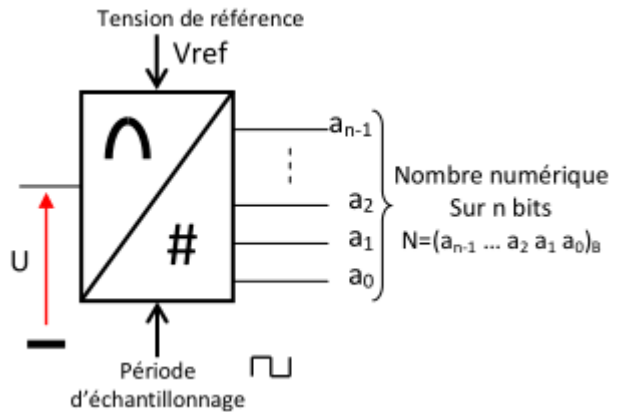 Tension de référence
Vref
aₙ₋₁
a₂
a₁
a₀
Nombre numérique
Sur n bits
N=(aₙ₋₁ ... a₂ a₁ a₀)_B
U
#
Période
d'échantillonnage